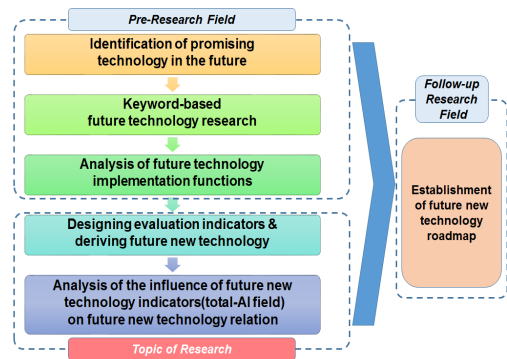 Pre-Research Field
Identification of promising
technology in the future
Keyword-based
future technology research
Analysis of future technology
implementation functions
Designing evaluation indicators &
deriving future new technology
Analysis of the influence of future new
technology indicators(total-AI field)
on future new technology relation
Topic of Research
Follow-up
Research
Field
Establishment
of future new
technology
roadmap